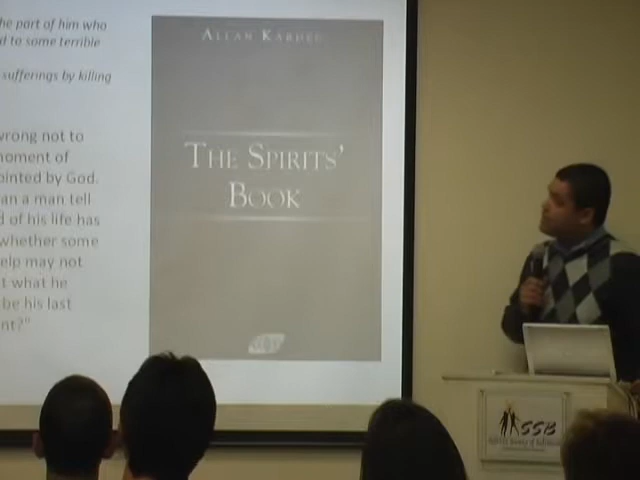 he part of him who
d to some terrible
sufferings by killing
wrong not to
moment of
ointed by God.
an a man tell
d of his life has
whether some
elp may not
t what he
be his last
nt?"
ALLAN KARDEC
THE SPIRITS'
BOOK
SSB